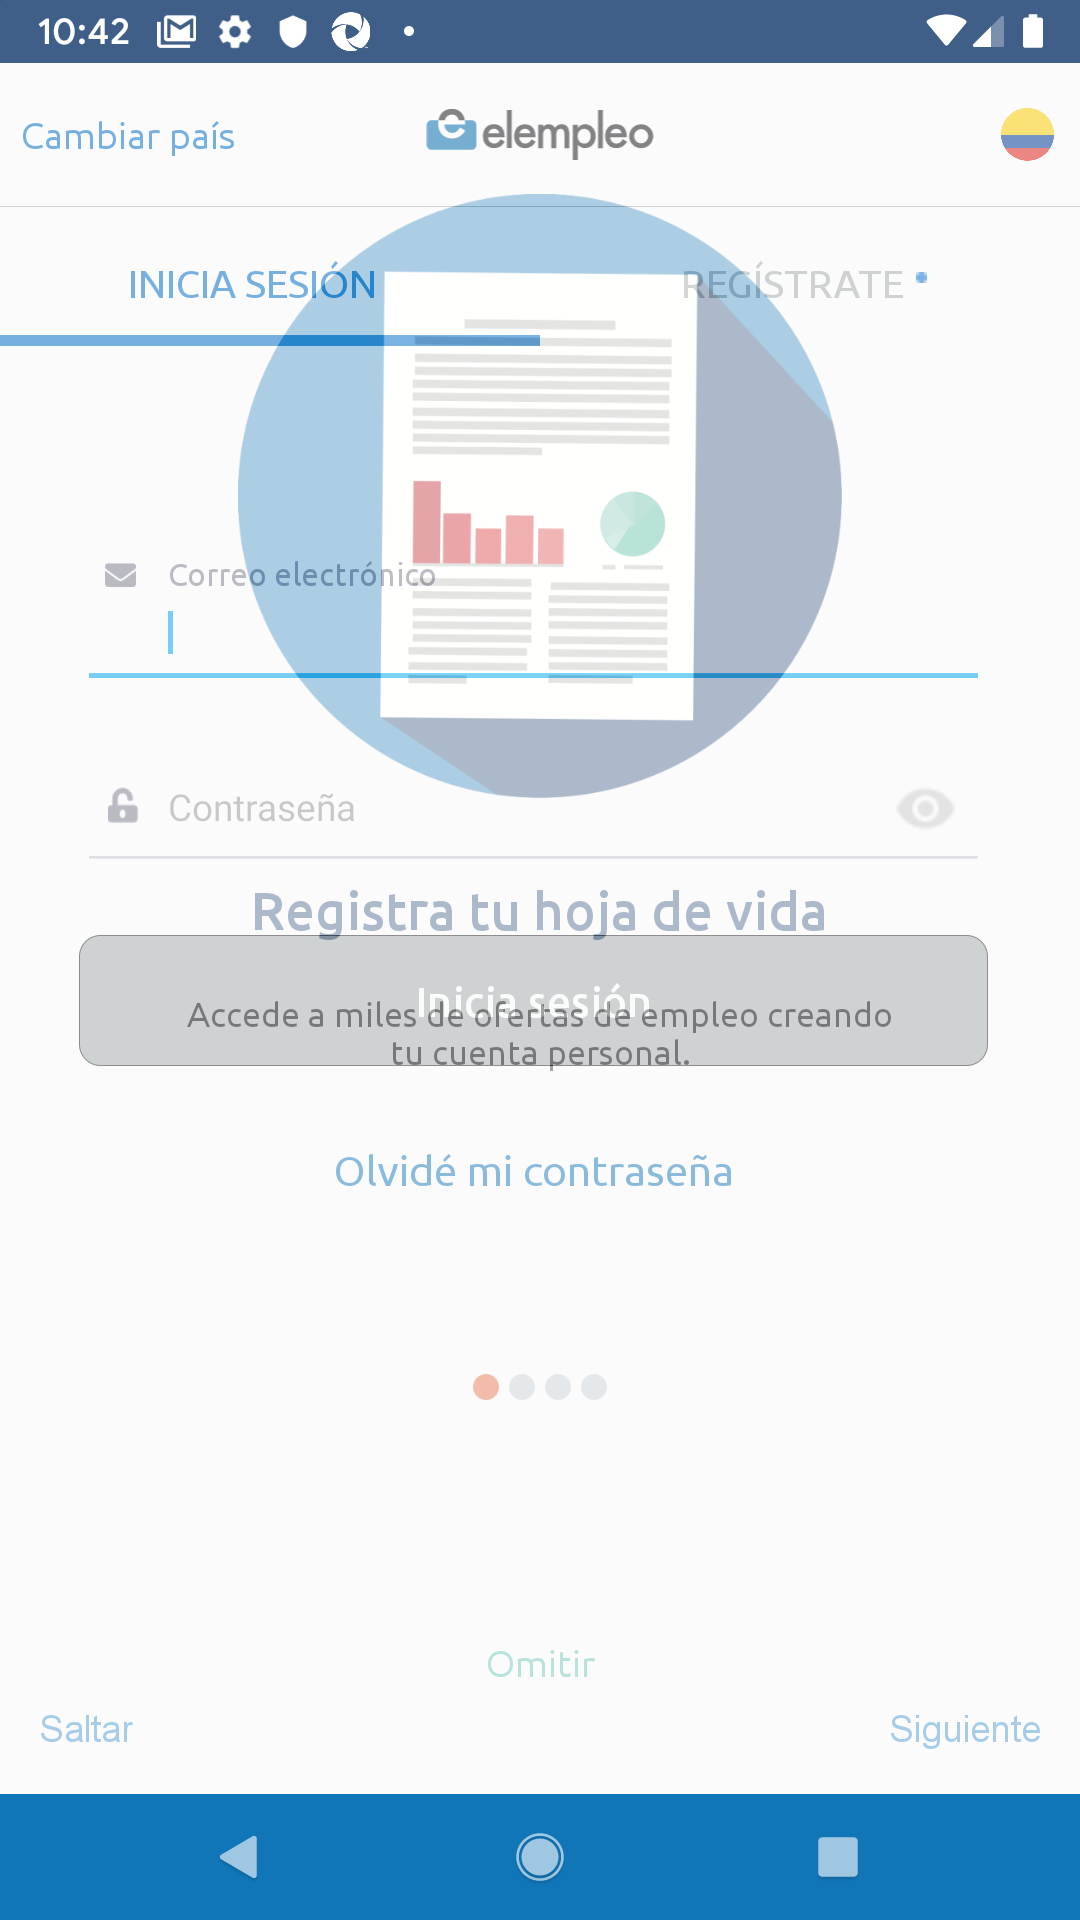 10:42
Cambiar país
elempleo
INICIA SESIÓN
REGÍSTRATE
Correo electrónico
Contraseña
Registra tu hoja de vida
Inicia sesión
Accede a miles de ofertas de empleo creando
tu cuenta personal.
Olvidé mi contraseña
Omitir
Saltar
Siguiente